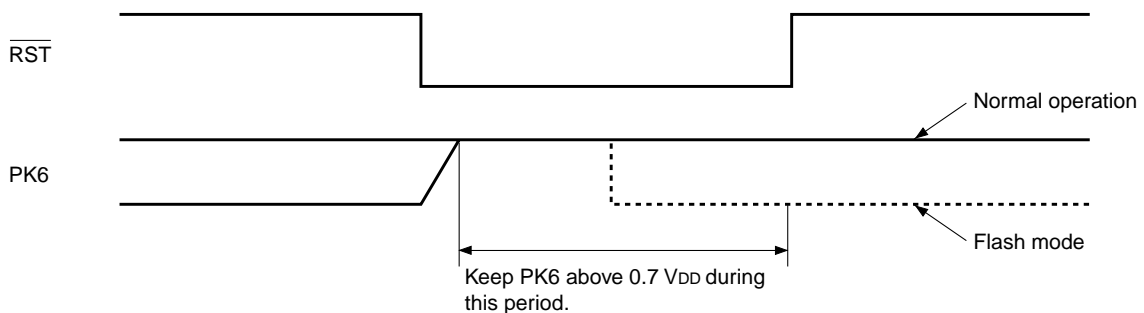 RST
Normal operation
PK6
Flash mode
Keep PK6 above 0.7 VDD during
this period.